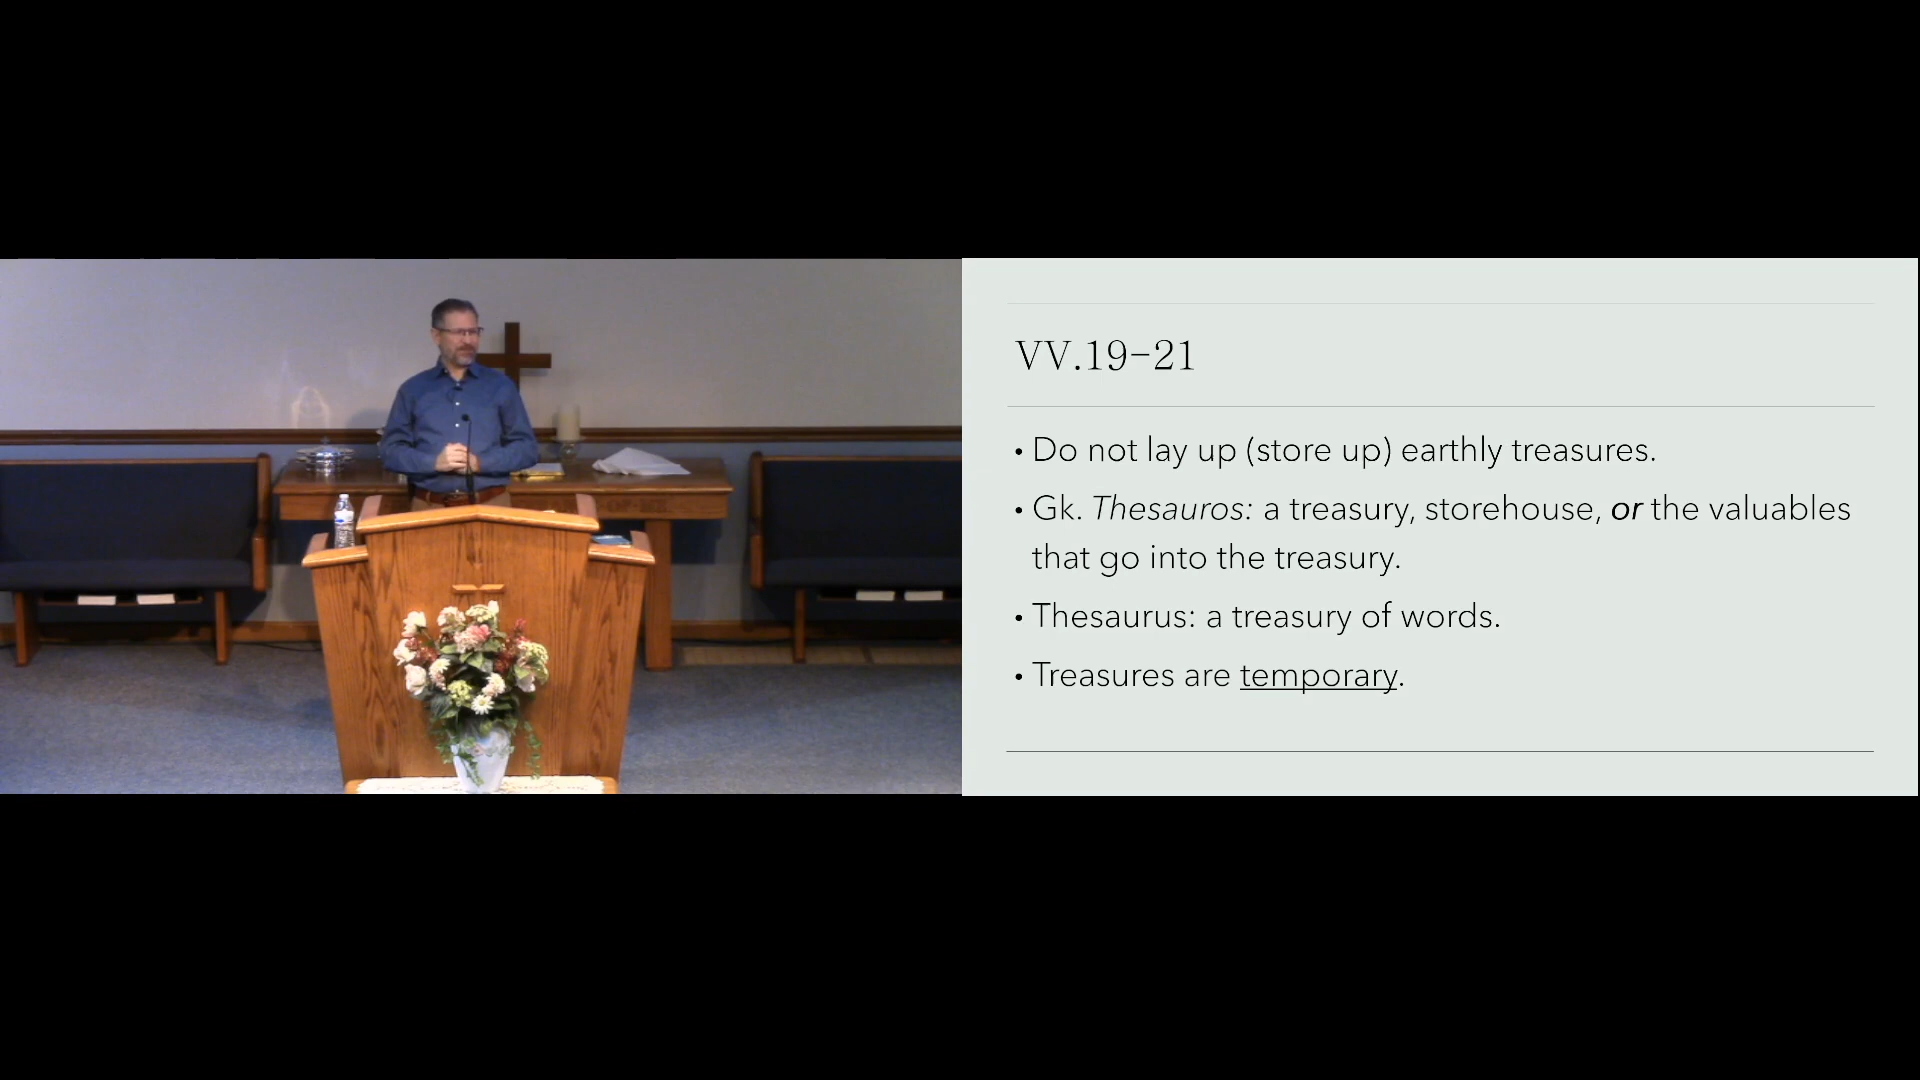 VV.19-21
• Do not lay up (store up) earthly treasures.
• Gk. Thesauros: a treasury, storehouse, or the valuables
that go into the treasury.
• Thesaurus: a treasury of words.
• Treasures are temporary.